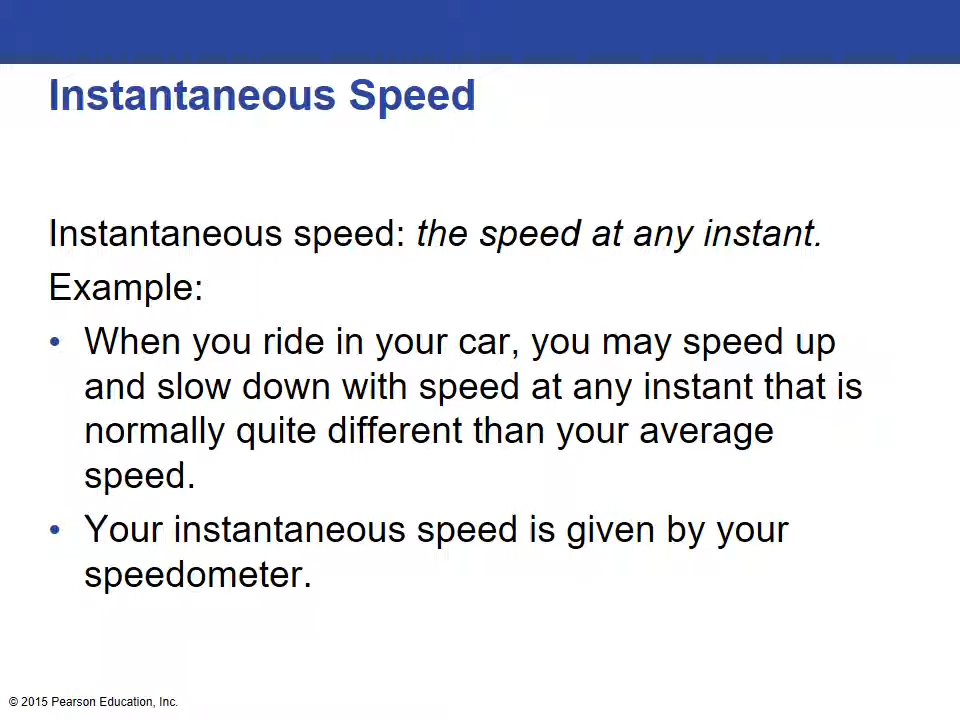 Instantaneous Speed
Instantaneous speed: the speed at any instant.
Example:
• When you ride in your car, you may speed up
and slow down with speed at any instant that is
normally quite different than your average
speed.
• Your instantaneous speed is given by your
speedometer.
© 2015 Pearson Education, Inc.